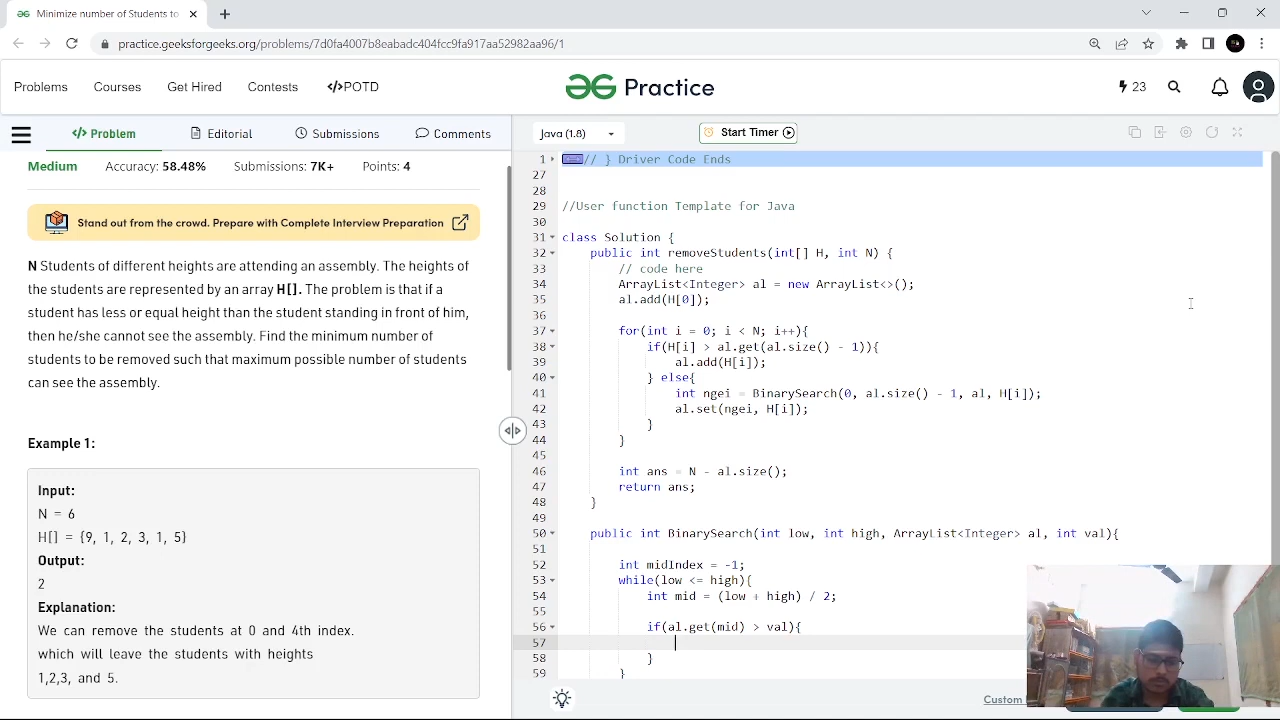 Minimize number of Students to
practice.geeksforgeeks.org/problems/7d0fa4007b8eabadc404fcc9fa917aa52982aa96/1
Problems Courses Get Hired Contests </>POTD Practice 23
</> Problem Editorial Submissions Comments Java (1.8) Start Timer
Medium Accuracy: 58.48% Submissions: 7K+ Points: 4
Stand out from the crowd. Prepare with Complete Interview Preparation
N Students of different heights are attending an assembly. The heights of
the students are represented by an array H[]. The problem is that if a
student has less or equal height than the student standing in front of him,
then he/she cannot see the assembly. Find the minimum number of
students to be removed such that maximum possible number of students
can see the assembly.
Example 1:
Input:
N = 6
H[] = {9, 1, 2, 3, 1, 5}
Output:
2
Explanation:
We can remove the students at 0 and 4th index.
which will leave the students with heights
1,2,3, and 5.
1 // } Driver Code Ends
27
28
29 //User function Template for Java
30
31 class Solution {
32 public int removeStudents(int[] H, int N) {
33 // code here
34 ArrayList<Integer> al = new ArrayList<>();
35 al.add(H[0]);
36
37 for(int i = 0; i < N; i++){
38 if(H[i] > al.get(al.size() - 1)){
39 al.add(H[i]);
40 } else{
41 int ngei = BinarySearch(0, al.size() - 1, al, H[i]);
42 al.set(ngei, H[i]);
43 }
44 }
45
46 int ans = N - al.size();
47 return ans;
48 }
49
50 public int BinarySearch(int low, int high, ArrayList<Integer> al, int val){
51
52 int midIndex = -1;
53 while(low <= high){
54 int mid = (low + high) / 2;
55
56 if(al.get(mid) > val){
57
58 }
59 }
Custom